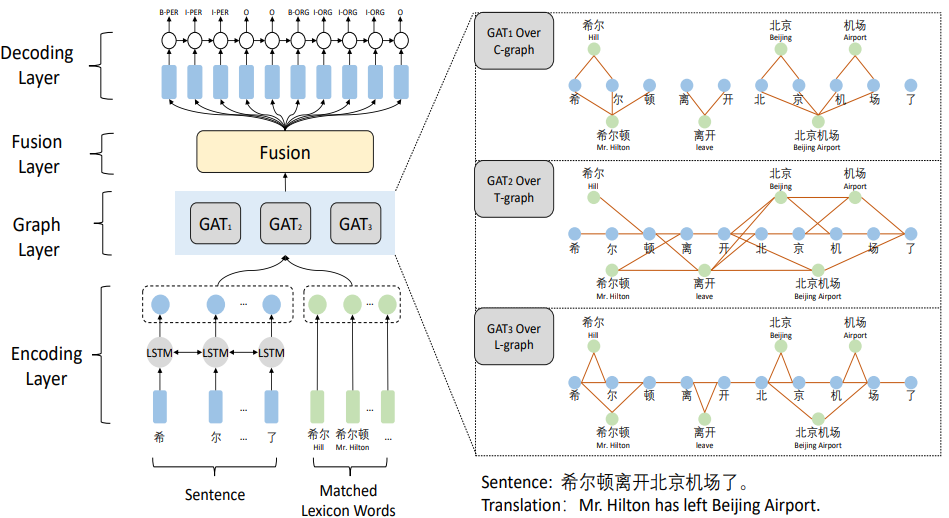 B-PER I-PER I-PER O O B-ORG I-ORG I-ORG I-ORG O
Decoding
Layer
Fusion
Layer
Fusion
Graph
Layer
GAT1 GAT2 GAT3
Encoding
Layer
...
...
LSTM LSTM LSTM
...
...
希 尔 ... 了
希尔 希尔顿 ...
Hill Mr. Hilton
Sentence
Matched
Lexicon Words
GAT1 Over
C-graph
希尔 北京 机场
Hill Beijing Airport
希 尔 顿 离 开 北 京 机 场 了
希尔顿 离开 北京机场
Mr. Hilton leave Beijing Airport
GAT2 Over
T-graph
希尔 北京 机场
Hill Beijing Airport
希 尔 顿 离 开 北 京 机 场 了
希尔顿 离开 北京机场
Mr. Hilton leave Beijing Airport
GAT3 Over
L-graph
希尔 北京 机场
Hill Beijing Airport
希 尔 顿 离 开 北 京 机 场 了
希尔顿 离开 北京机场
Mr. Hilton leave Beijing Airport
Sentence: 希尔顿离开北京机场了。
Translation: Mr. Hilton has left Beijing Airport.